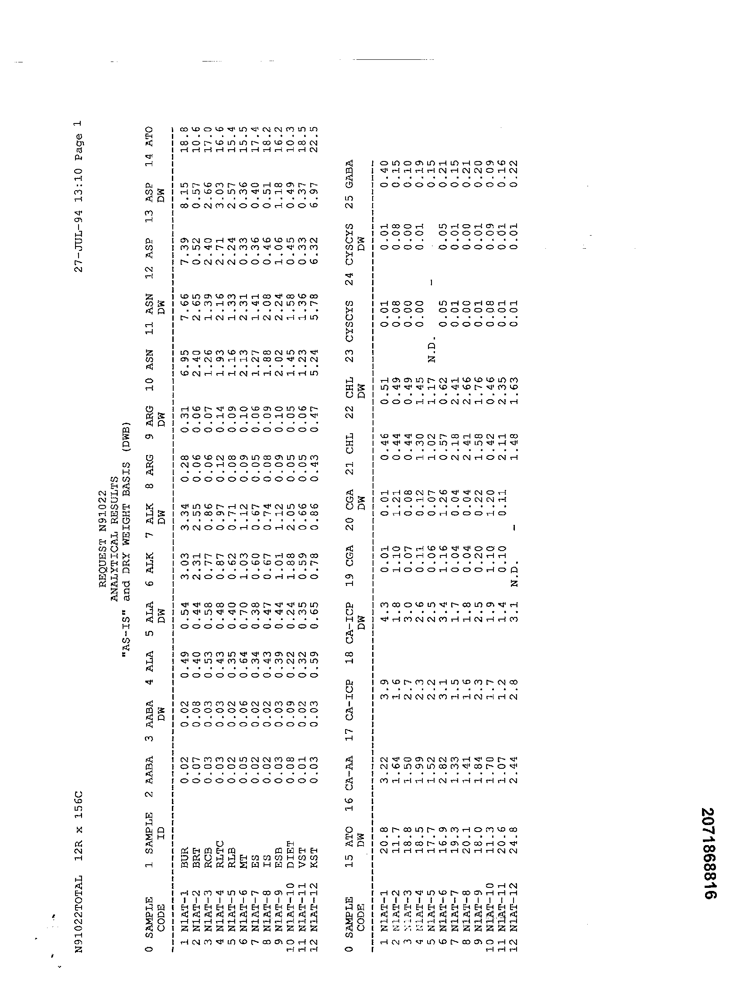 N91022TOTAL 12R x 156C 27-JUL-94 13:10 Page 1
REQUEST N91022
ANALYTICAL RESULTS
"AS-IS" and DRY WEIGHT BASIS (DWB)
0 SAMPLE 1 SAMPLE 2 AABA 3 AABA 4 ALA 5 ALA 6 ALK 7 ALK 8 ARG 9 ARG 10 ASN 11 ASN 12 ASP 13 ASP 14 ATO
CODE ID DW DW DW DW DW DW
1 N1AT-1 BUR 0.02 0.02 0.49 0.54 3.03 3.34 0.28 0.31 6.95 7.66 7.39 8.15 18.8
2 N1AT-2 BRT 0.07 0.08 0.40 0.44 2.31 2.55 0.06 0.06 2.40 2.65 0.52 0.57 10.6
3 N1AT-3 RCB 0.03 0.03 0.53 0.58 0.77 0.86 0.06 0.07 1.26 1.39 2.40 2.66 17.0
4 N1AT-4 RLTC 0.03 0.03 0.43 0.48 0.87 0.97 0.12 0.14 1.93 2.16 2.71 3.03 16.6
5 N1AT-5 RLB 0.02 0.02 0.35 0.40 0.62 0.71 0.08 0.09 1.16 1.33 2.24 2.57 15.4
6 N1AT-6 MT 0.05 0.06 0.64 0.70 1.03 1.12 0.09 0.10 2.13 2.31 0.33 0.36 15.5
7 N1AT-7 ES 0.02 0.02 0.34 0.38 0.60 0.67 0.05 0.06 1.27 1.41 0.36 0.40 17.4
8 N1AT-8 IS 0.02 0.02 0.43 0.47 0.67 0.74 0.08 0.09 1.88 2.08 0.46 0.51 18.2
9 N1AT-9 ESB 0.03 0.03 0.39 0.44 1.01 1.12 0.09 0.10 2.02 2.24 1.06 1.18 16.2
10 N1AT-10 DIET 0.08 0.09 0.22 0.24 1.88 2.05 0.05 0.05 1.45 1.58 0.45 0.49 10.3
11 N1AT-11 VST 0.01 0.02 0.32 0.35 0.59 0.66 0.05 0.06 1.23 1.36 0.33 0.37 18.5
12 N1AT-12 KST 0.03 0.03 0.59 0.65 0.78 0.86 0.43 0.47 5.24 5.78 6.32 6.97 22.5
0 SAMPLE 15 ATO 16 CA-AA 17 CA-ICP 18 CA-ICP 19 CGA 20 CGA 21 CHL 22 CHL 23 CYSCYS 24 CYSCYS 25 GABA
CODE DW DW DW DW DW
1 N1AT-1 20.8 3.22 3.9 4.3 0.01 0.01 0.46 0.51 0.01 0.01 0.40
2 N1AT-2 11.7 1.64 1.6 1.8 1.10 1.21 0.44 0.49 0.08 0.08 0.15
3 N1AT-3 18.8 1.50 2.7 3.0 0.07 0.08 0.44 0.49 0.00 0.00 0.10
4 N1AT-4 18.5 1.99 2.3 2.6 0.11 0.12 1.30 1.45 0.00 0.01 0.19
5 N1AT-5 17.7 1.52 2.2 2.5 0.06 0.07 1.02 1.17 N.D. - 0.15
6 N1AT-6 16.9 2.82 3.1 3.4 1.16 1.26 0.57 0.62 0.05 0.05 0.21
7 N1AT-7 19.3 1.33 1.5 1.7 0.04 0.04 2.18 2.41 0.01 0.01 0.15
8 N1AT-8 20.1 1.41 1.6 1.8 0.04 0.04 2.41 2.66 0.00 0.00 0.21
9 N1AT-9 18.0 1.84 2.3 2.5 0.20 0.22 1.58 1.76 0.01 0.01 0.20
10 N1AT-10 11.3 1.70 1.7 1.9 1.10 1.20 0.42 0.46 0.08 0.09 0.09
11 N1AT-11 20.6 1.07 1.2 1.4 0.10 0.11 2.11 2.35 0.01 0.01 0.16
12 N1AT-12 24.8 2.44 2.8 3.1 N.D. - 1.48 1.63 0.01 0.01 0.22
2071868816